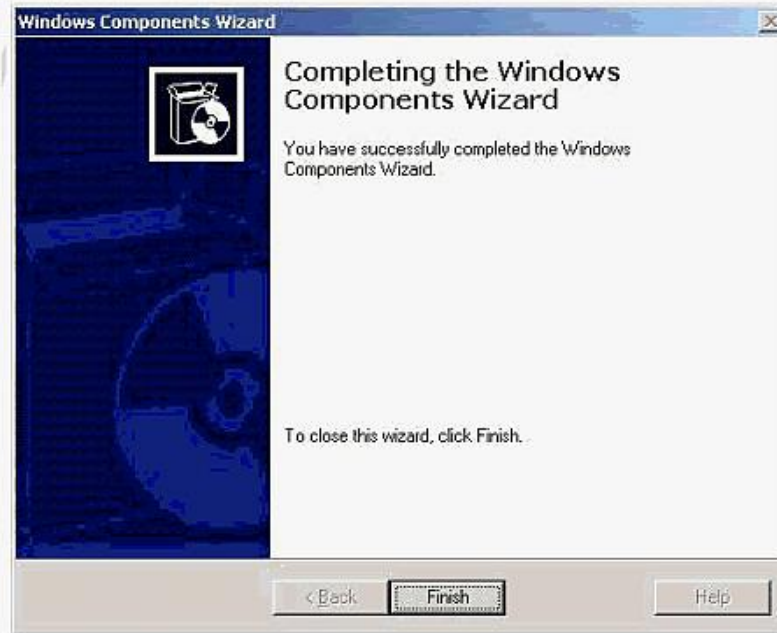 Windows Components Wizard
Completing the Windows
Components Wizard
You have successfully completed the Windows
Components Wizard.
To close this wizard, click Finish.
< Back
Finish
Help